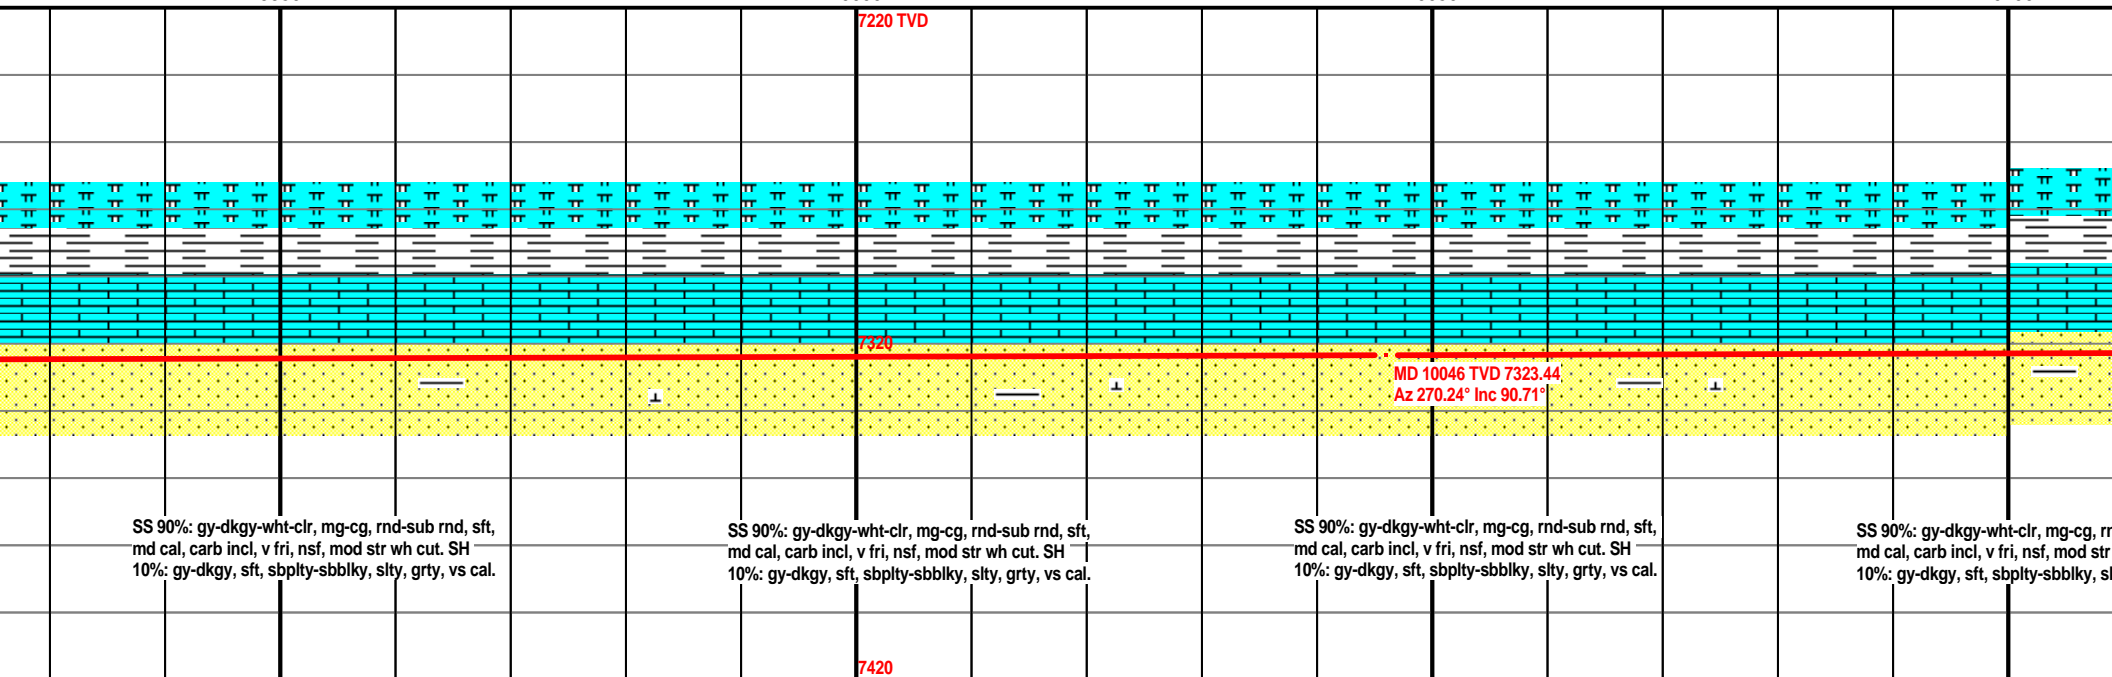 7220 TVD
7320
MD 10046 TVD 7323.44
Az 270.24° Inc 90.71°
SS 90%: gy-dkgy-wht-clr, mg-cg, rnd-sub rnd, sft,
md cal, carb incl, v fri, nsf, mod str wh cut. SH
10%: gy-dkgy, sft, sbplty-sbblky, slty, grty, vs cal.
SS 90%: gy-dkgy-wht-clr, mg-cg, rnd-sub rnd, sft,
md cal, carb incl, v fri, nsf, mod str wh cut. SH
10%: gy-dkgy, sft, sbplty-sbblky, slty, grty, vs cal.
SS 90%: gy-dkgy-wht-clr, mg-cg, rnd-sub rnd, sft,
md cal, carb incl, v fri, nsf, mod str wh cut. SH
10%: gy-dkgy, sft, sbplty-sbblky, slty, grty, vs cal.
SS 90%: gy-dkgy-wht-clr, mg-cg,
md cal, carb incl, v fri, nsf, mod str
10%: gy-dkgy, sft, sbplty-sbblky,
7420